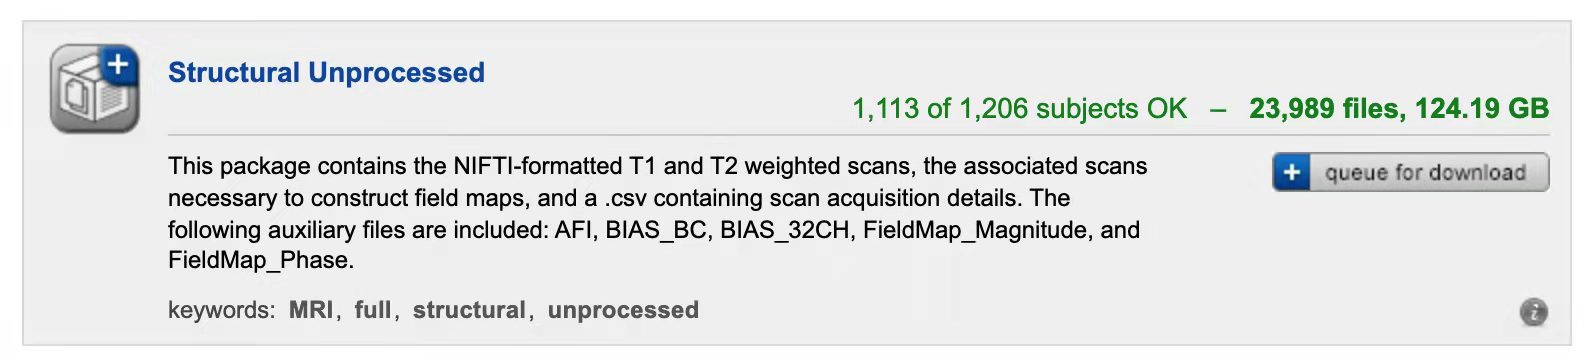 Structural Unprocessed
1,113 of 1,206 subjects OK – 23,989 files, 124.19 GB
This package contains the NIFTI-formatted T1 and T2 weighted scans, the associated scans
necessary to construct field maps, and a .csv containing scan acquisition details. The
following auxiliary files are included: AFI, BIAS_BC, BIAS_32CH, FieldMap_Magnitude, and
FieldMap_Phase.
queue for download
keywords: MRI, full, structural, unprocessed